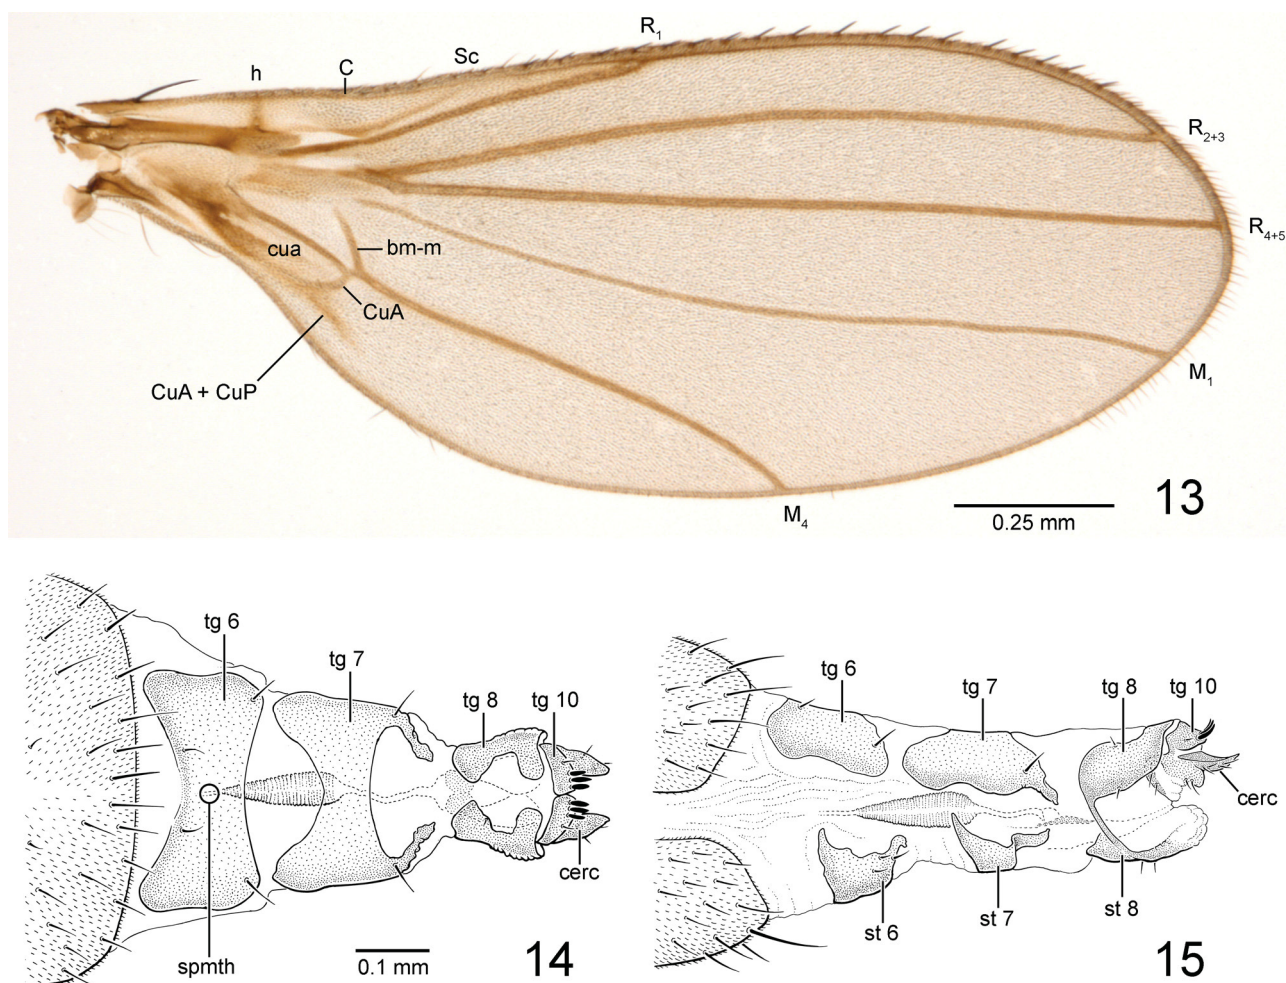 R1
Sc
C
h
R2+3
R4+5
bm-m
cua
CuA
CuA + CuP
M1
M4
0.25 mm
13
tg 6
tg 7
tg 8
tg 10
cerc
spmth
0.1 mm
14
tg 6
tg 7
tg 8
tg 10
cerc
st 6
st 7
st 8
15